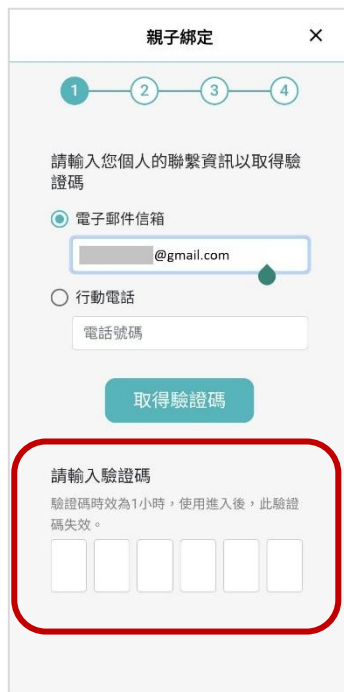 親子綁定 ×
1 2 3 4
請輸入您個人的聯繫資訊以取得驗
證碼
電子郵件信箱
@gmail.com
行動電話
電話號碼
取得驗證碼
請輸入驗證碼
驗證碼時效為1小時，使用進入後，此驗證
碼失效。